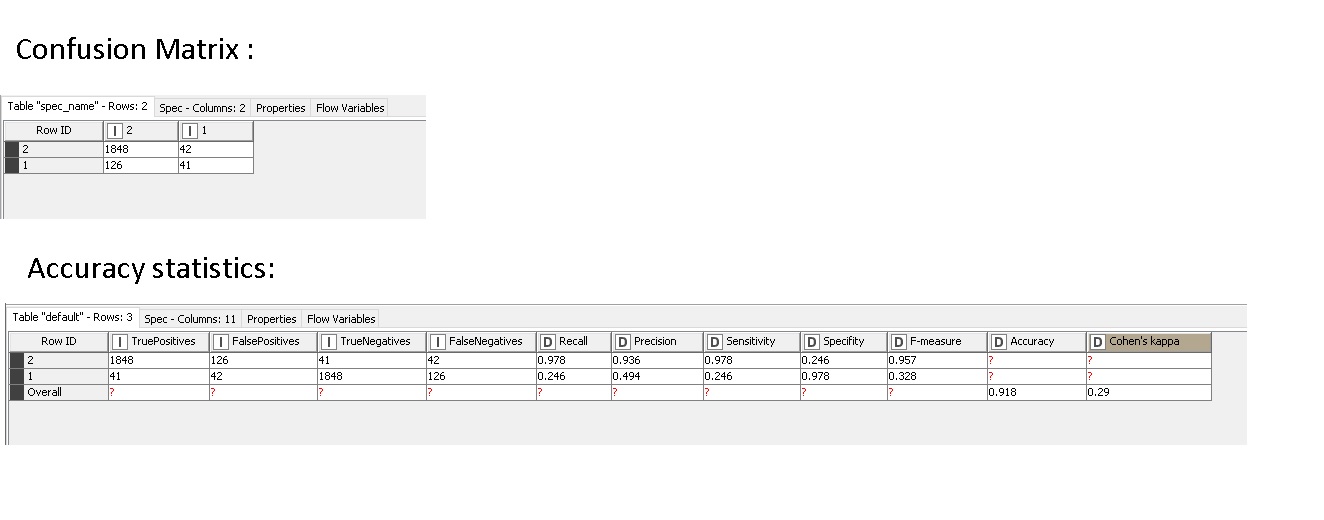 Confusion Matrix :
Table "spec_name" - Rows: 2 Spec - Columns: 2 Properties Flow Variables
Row ID I 2 I 1
2 1848 42
1 126 41
Accuracy statistics:
Table "default" - Rows: 3 Spec - Columns: 11 Properties Flow Variables
Row ID I TruePositives I FalsePositives I TrueNegatives I FalseNegatives D Recall D Precision D Sensitivity D Specifity D F-measure D Accuracy D Cohen's kappa
2 1848 126 41 42 0.978 0.936 0.978 0.246 0.957 ? ?
1 41 42 1848 126 0.246 0.494 0.246 0.978 0.328 ? ?
Overall ? ? ? ? ? ? ? ? ? 0.918 0.29